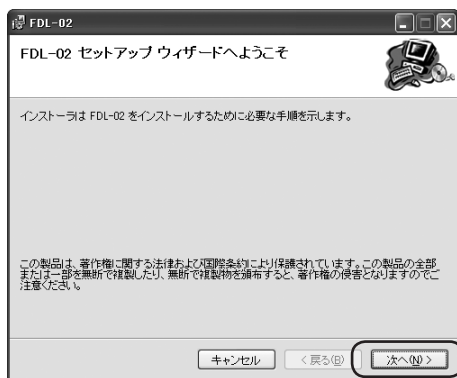 FDL-02
FDL-02 セットアップ ウィザードへようこそ
インストーラは FDL-02 をインストールするために必要な手順を示します。
この製品は、著作権に関する法律および国際条約により保護されています。この製品の全部
または一部を無断で複製したり、無断で複製物を頒布すると、著作権の侵害となりますのでご
注意ください。
キャンセル
< 戻る(B)
次へ(N) >